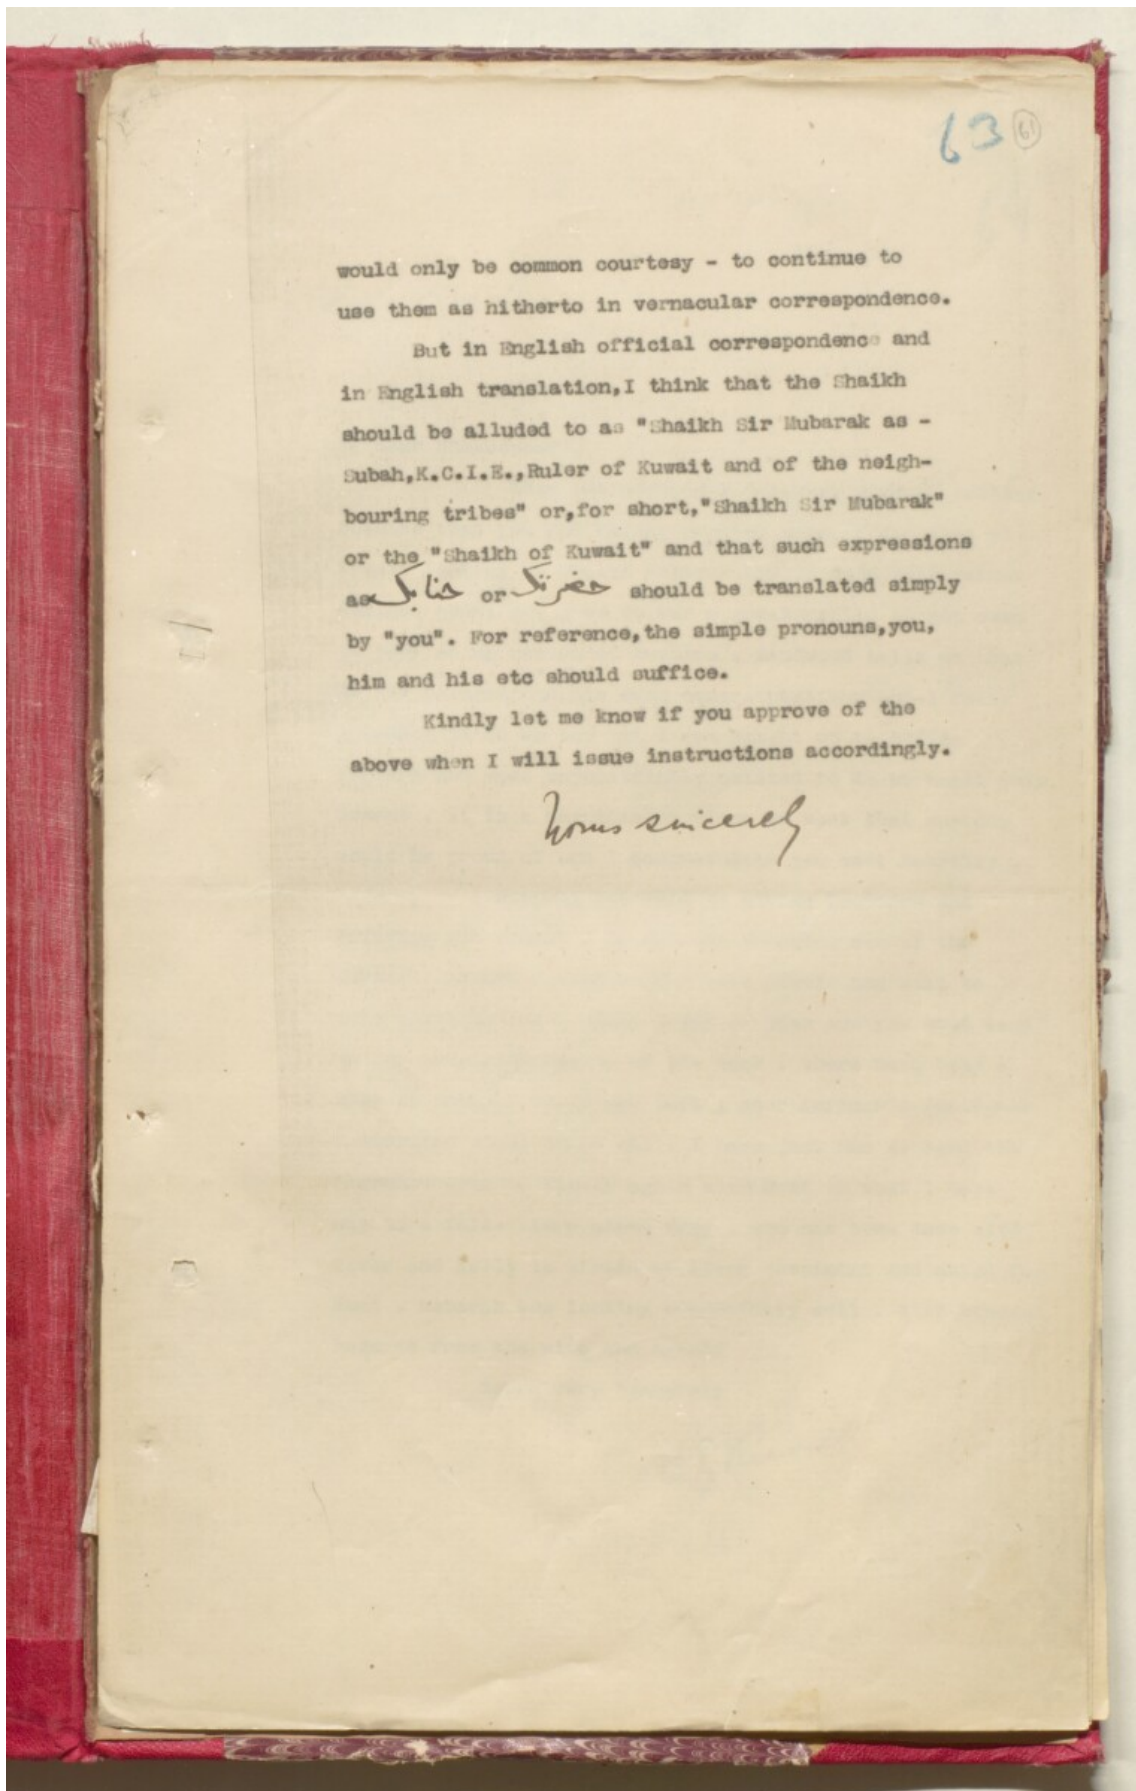 63 61
would only be common courtesy - to continue to
use them as hitherto in vernacular correspondence.
But in English official correspondence and
in English translation,I think that the Shaikh
should be alluded to as "Shaikh Sir Mubarak as -
Subah,K.C.I.E.,Ruler of Kuwait and of the neigh-
bouring tribes" or,for short,"Shaikh Sir Mubarak"
or the "Shaikh of Kuwait" and that such expressions
as جنابك or حضرتك should be translated simply
by "you". For reference,the simple pronouns,you,
him and his etc should suffice.
Kindly let me know if you approve of the
above when I will issue instructions accordingly.
Yours sincerely